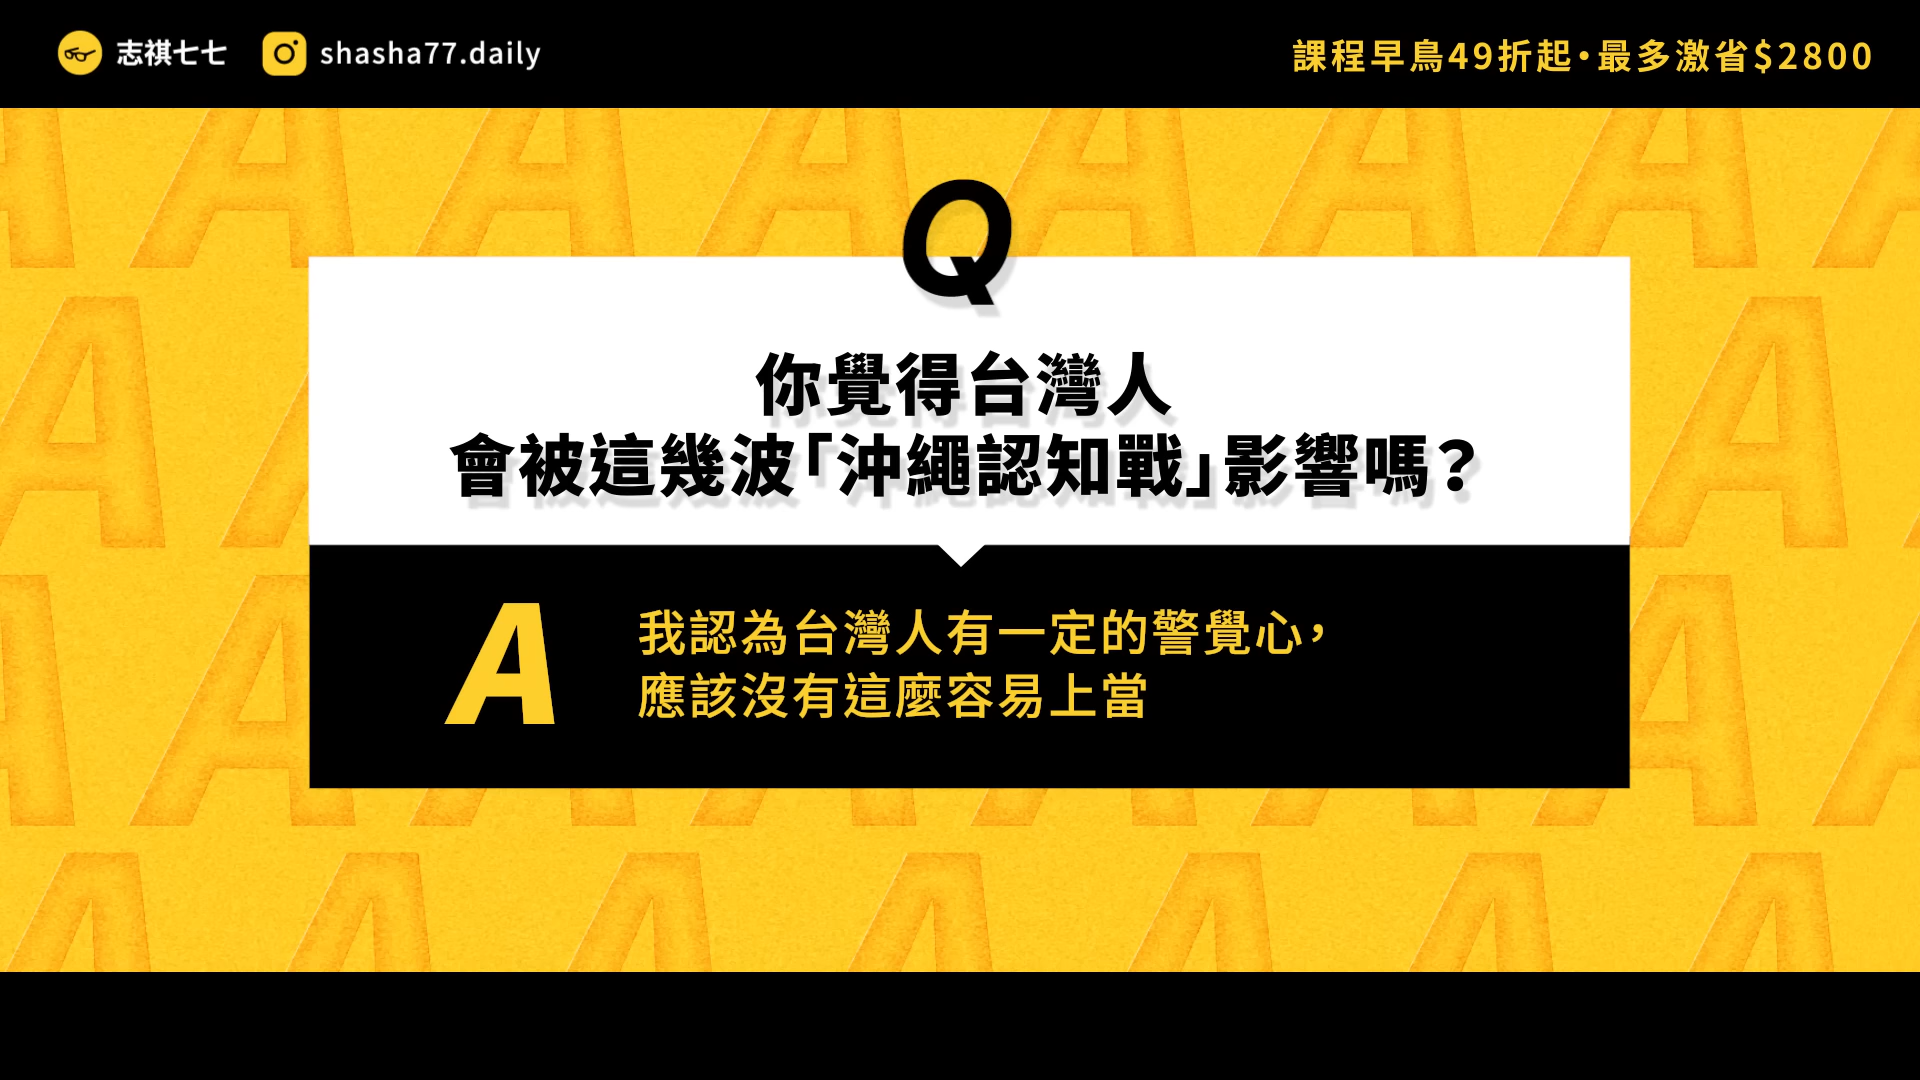 志祺七七 shasha77.daily 課程早鳥49折起•最多激省$2800
Q
你覺得台灣人
會被這幾波「沖繩認知戰」影響嗎？
A
我認為台灣人有一定的警覺心，
應該沒有這麼容易上當